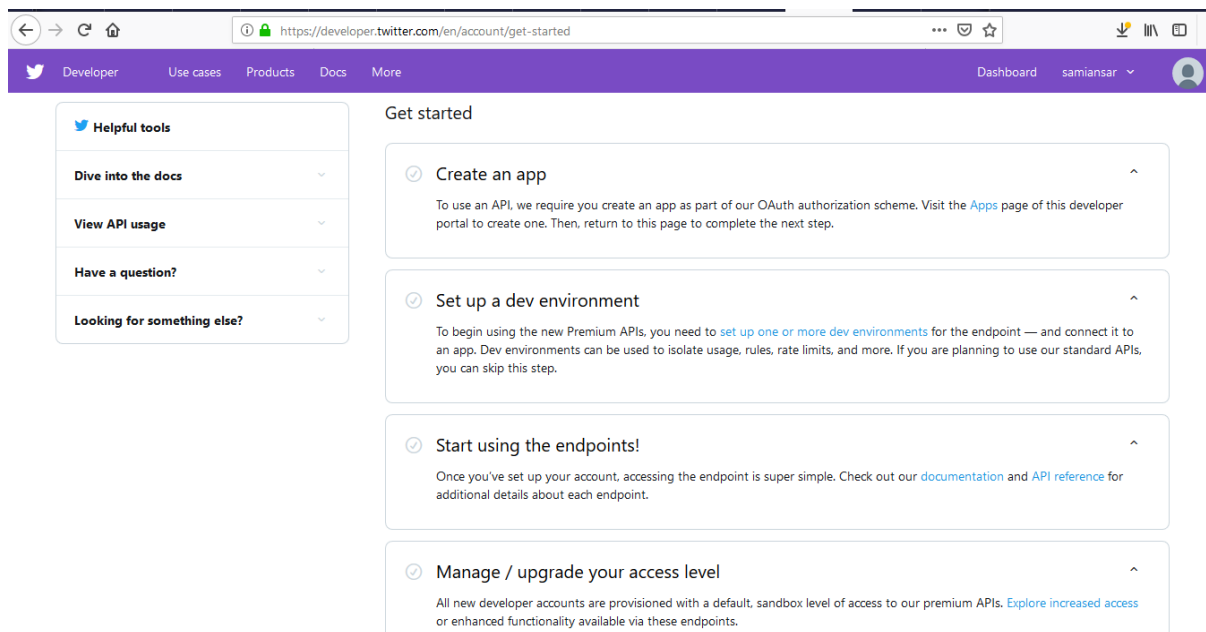 https://developer.twitter.com/en/account/get-started
Developer Use cases Products Docs More Dashboard samiansar
Helpful tools
Dive into the docs
View API usage
Have a question?
Looking for something else?
Get started
Create an app
To use an API, we require you create an app as part of our OAuth authorization scheme. Visit the Apps page of this developer
portal to create one. Then, return to this page to complete the next step.
Set up a dev environment
To begin using the new Premium APIs, you need to set up one or more dev environments for the endpoint — and connect it to
an app. Dev environments can be used to isolate usage, rules, rate limits, and more. If you are planning to use our standard APIs,
you can skip this step.
Start using the endpoints!
Once you've set up your account, accessing the endpoint is super simple. Check out our documentation and API reference for
additional details about each endpoint.
Manage / upgrade your access level
All new developer accounts are provisioned with a default, sandbox level of access to our premium APIs. Explore increased access
or enhanced functionality available via these endpoints.